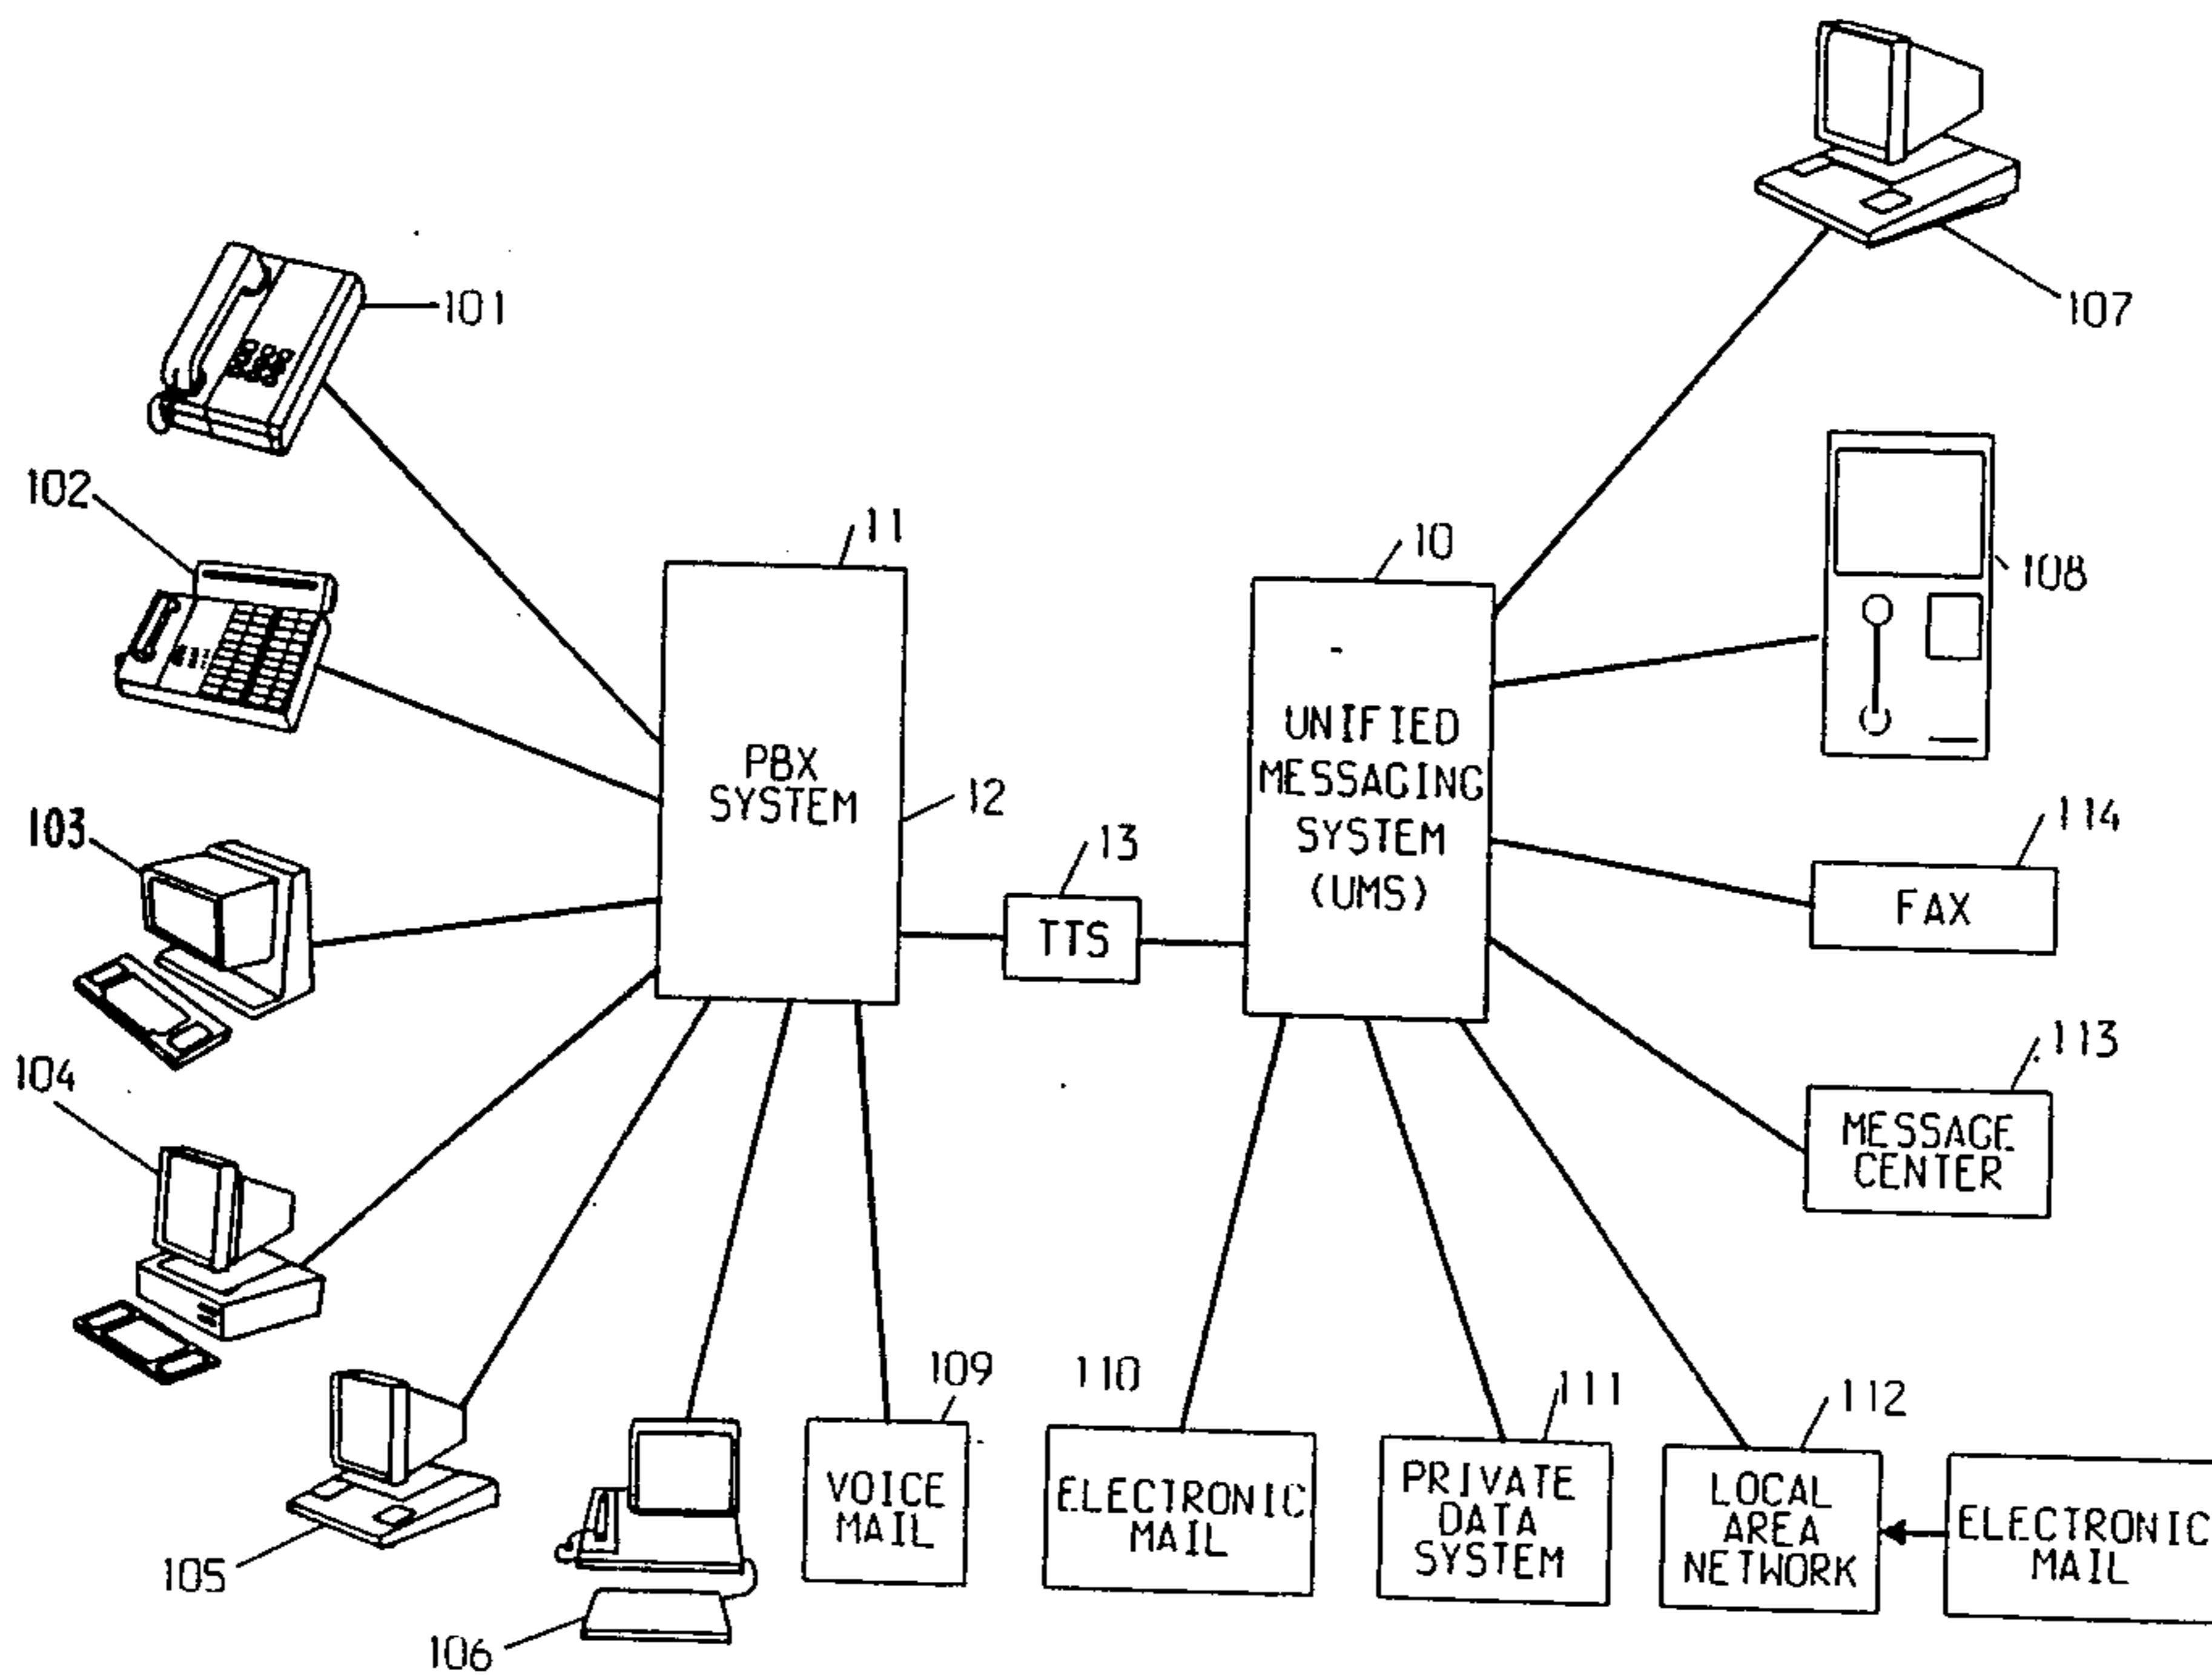 101
107
102
11
10
108
UNIFIED
MESSAGING
SYSTEM
(UMS)
PBX
SYSTEM
12
103
13
114
TTS
FAX
104
113
MESSAGE
CENTER
109
110
111
112
VOICE
MAIL
ELECTRONIC
MAIL
PRIVATE
DATA
SYSTEM
LOCAL
AREA
NETWORK
ELECTRONIC
MAIL
105
106